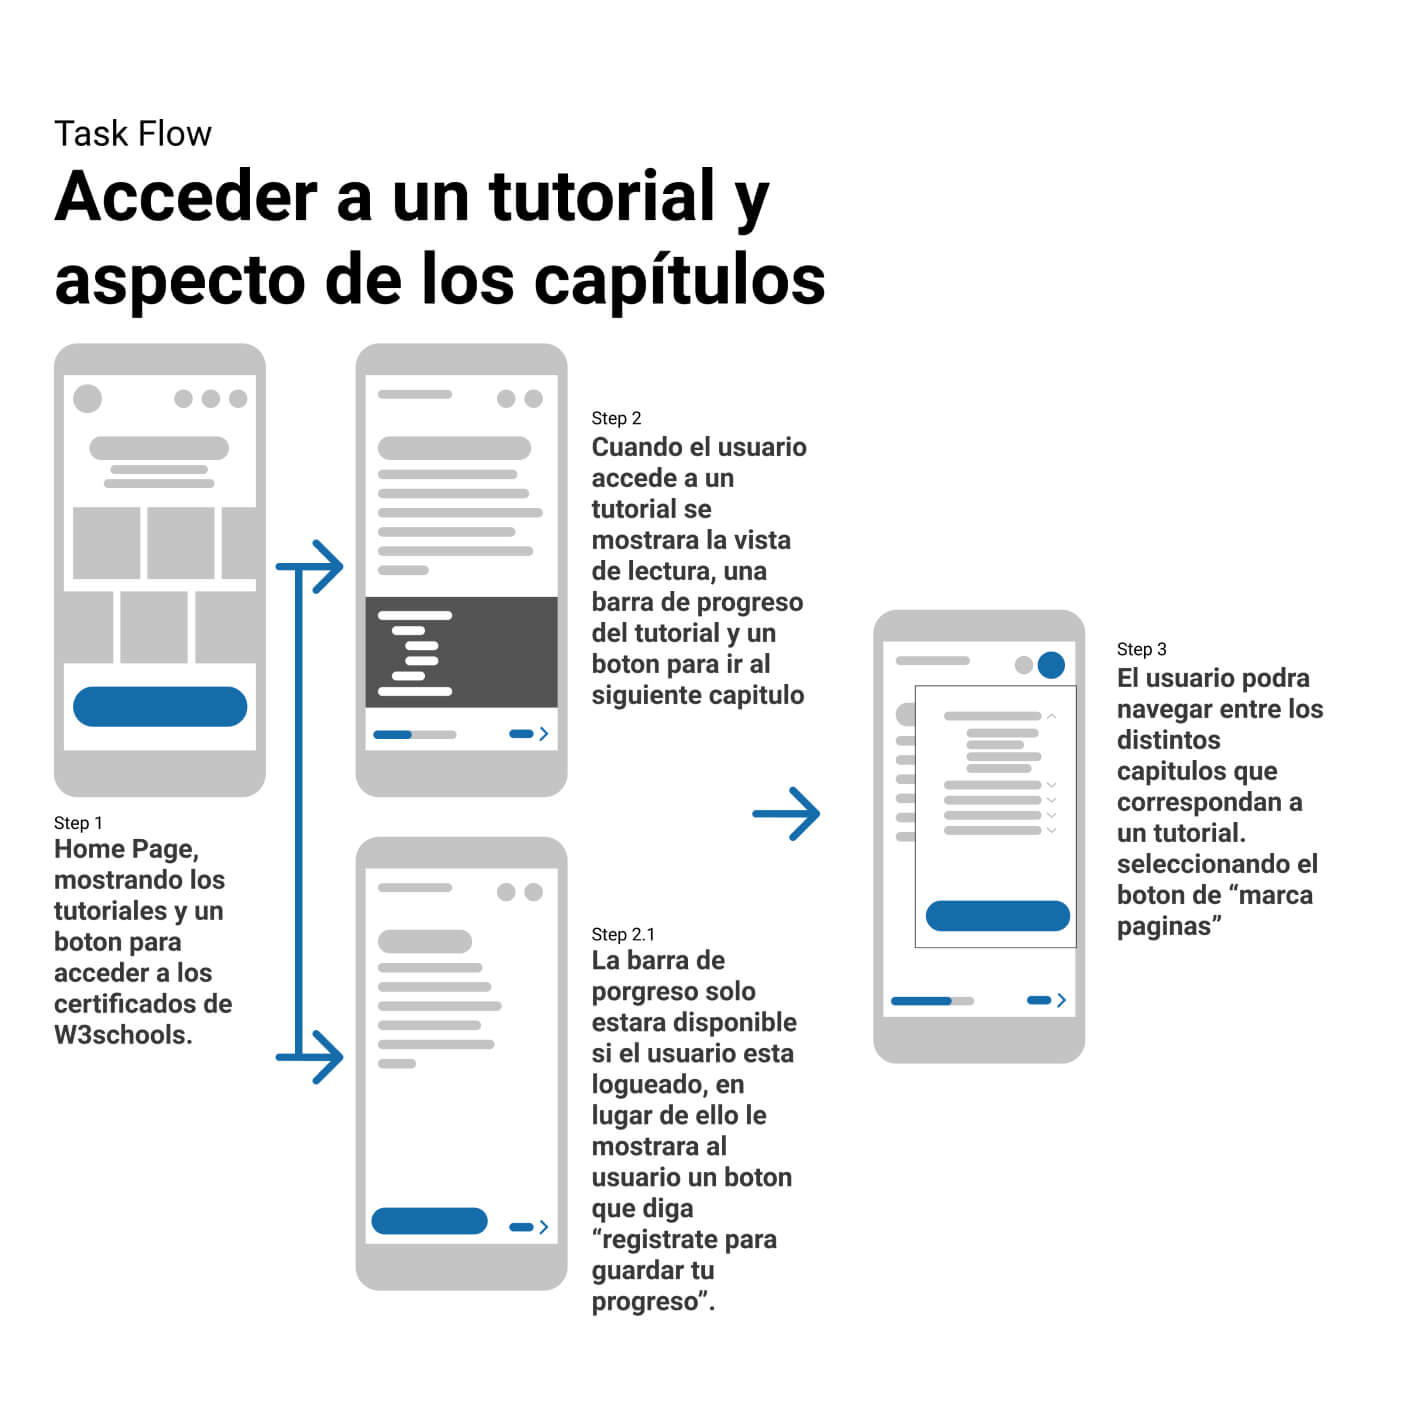 Task Flow
Acceder a un tutorial y
aspecto de los capítulos
Step 1
Home Page,
mostrando los
tutoriales y un
boton para
acceder a los
certificados de
W3schools.
Step 2
Cuando el usuario
accede a un
tutorial se
mostrara la vista
de lectura, una
barra de progreso
del tutorial y un
boton para ir al
siguiente capitulo
Step 2.1
La barra de
porgreso solo
estara disponible
si el usuario esta
logueado, en
lugar de ello le
mostrara al
usuario un boton
que diga
“registrate para
guardar tu
progreso”.
Step 3
El usuario podra
navegar entre los
distintos
capitulos que
correspondan a
un tutorial.
seleccionando el
boton de “marca
paginas”